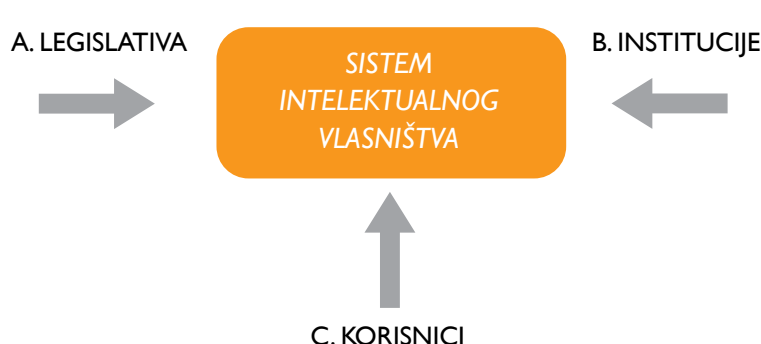 A. LEGISLATIVA
SISTEM
INTELEKTUALNOG
VLASNIŠTVA
B. INSTITUCIJE
C. KORISNICI